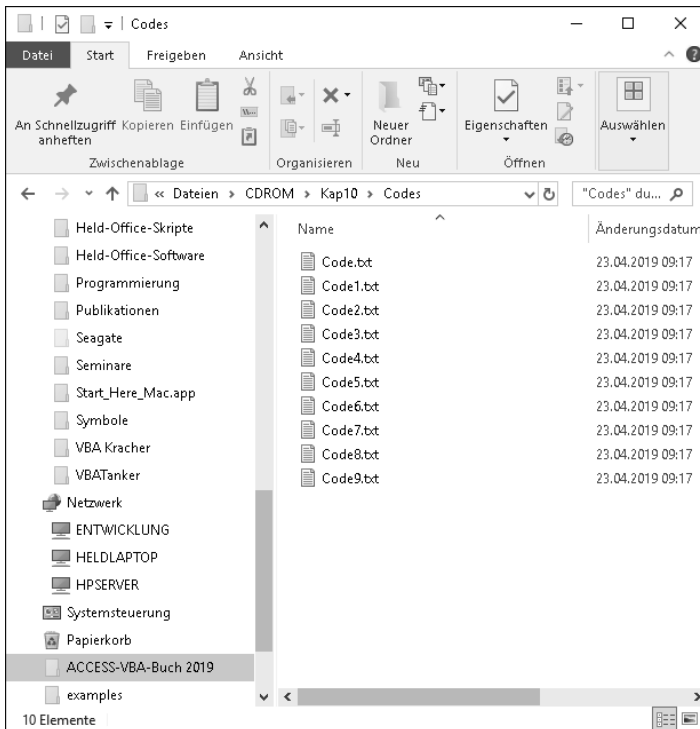 Codes
Datei Start Freigeben Ansicht
An Schnellzugriff anheften
Kopieren
Einfügen
Neuer Ordner
Eigenschaften
Auswählen
Zwischenablage Organisieren Neu Öffnen
« Dateien > CDROM > Kap10 > Codes
"Codes" du...
Held-Office-Skripte
Held-Office-Software
Programmierung
Publikationen
Seagate
Seminare
Start_Here_Mac.app
Symbole
VBA Kracher
VBATanker
Netzwerk
ENTWICKLUNG
HELDLAPTOP
HPSERVER
Systemsteuerung
Papierkorb
ACCESS-VBA-Buch 2019
examples
Name Änderungsdatum
Code.txt 23.04.2019 09:17
Code1.txt 23.04.2019 09:17
Code2.txt 23.04.2019 09:17
Code3.txt 23.04.2019 09:17
Code4.txt 23.04.2019 09:17
Code5.txt 23.04.2019 09:17
Code6.txt 23.04.2019 09:17
Code7.txt 23.04.2019 09:17
Code8.txt 23.04.2019 09:17
Code9.txt 23.04.2019 09:17
10 Elemente